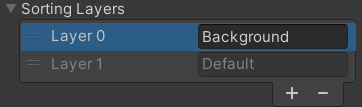 Sorting Layers
Layer 0 Background
Layer 1 Default